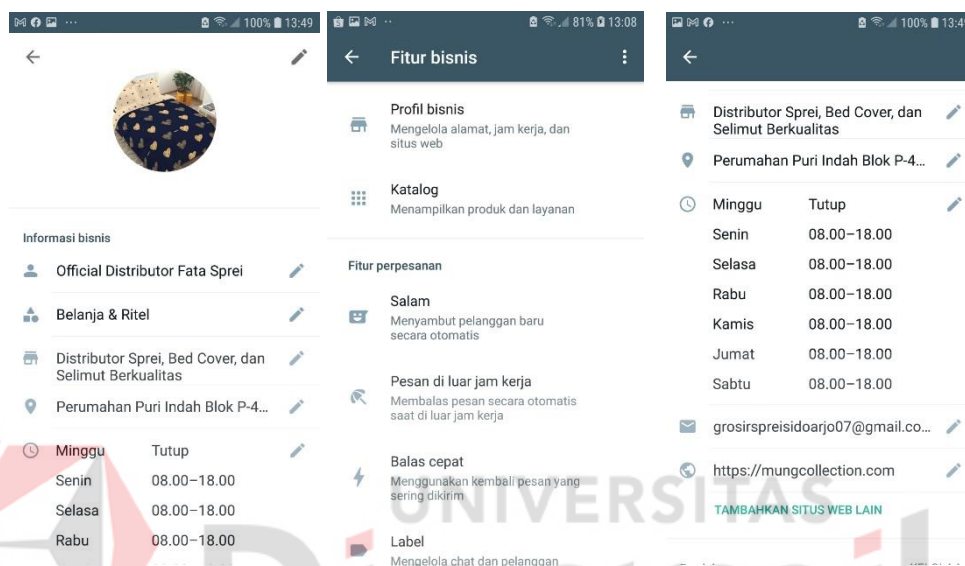 100% 13:49
Informasi bisnis
Official Distributor Fata Sprei
Belanja & Ritel
Distributor Sprei, Bed Cover, dan
Selimut Berkualitas
Perumahan Puri Indah Blok P-4...
Minggu Tutup
Senin 08.00–18.00
Selasa 08.00–18.00
Rabu 08.00–18.00
81% 13:08
Fitur bisnis
Profil bisnis
Mengelola alamat, jam kerja, dan
situs web
Katalog
Menampilkan produk dan layanan
Fitur perpesanan
Salam
Menyambut pelanggan baru
secara otomatis
Pesan di luar jam kerja
Membalas pesan secara otomatis
saat di luar jam kerja
Balas cepat
Menggunakan kembali pesan yang
sering dikirim
Label
Mengelola chat dan pelanggan
100% 13:49
Distributor Sprei, Bed Cover, dan
Selimut Berkualitas
Perumahan Puri Indah Blok P-4...
Minggu Tutup
Senin 08.00–18.00
Selasa 08.00–18.00
Rabu 08.00–18.00
Kamis 08.00–18.00
Jumat 08.00–18.00
Sabtu 08.00–18.00
grosirspreisidoarjo07@gmail.co...
https://mungcollection.com
TAMBAHKAN SITUS WEB LAIN
UNIVERSITAS